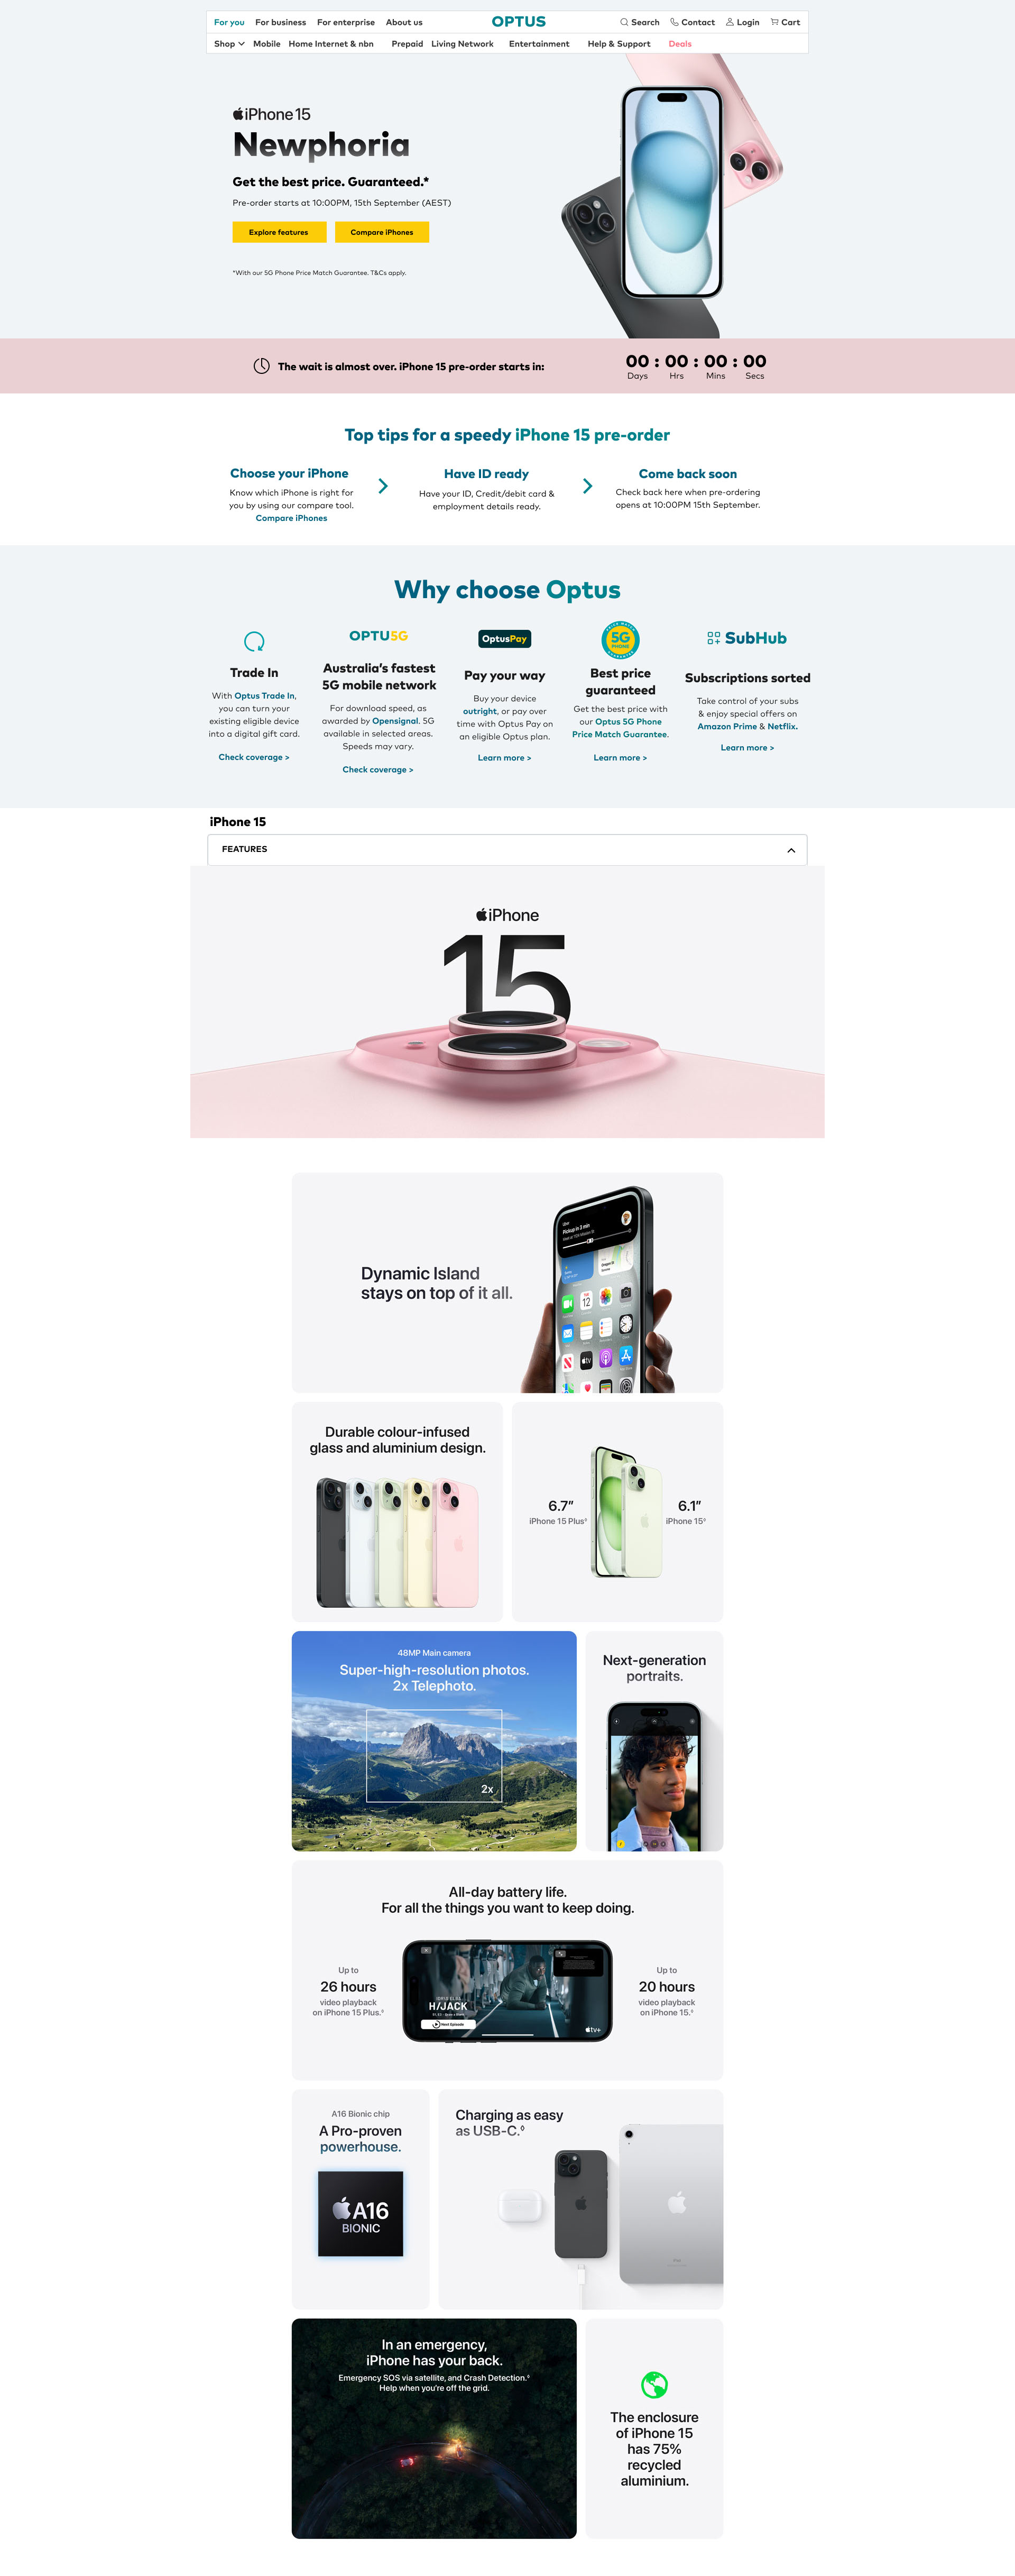 For you For business For enterprise About us OPTUS Search Contact Login Cart
Shop Mobile Home Internet & nbn Prepaid Living Network Entertainment Help & Support Deals
iPhone 15
Newphoria
Get the best price. Guaranteed.*
Pre-order starts at 10:00PM, 15th September (AEST)
Explore features Compare iPhones
*With our 5G Phone Price Match Guarantee. T&Cs apply.
The wait is almost over. iPhone 15 pre-order starts in:
00 : 00 : 00 : 00
Days Hrs Mins Secs
Top tips for a speedy iPhone 15 pre-order
Choose your iPhone
Know which iPhone is right for
you by using our compare tool.
Compare iPhones
Have ID ready
Have your ID, Credit/debit card &
employment details ready.
Come back soon
Check back here when pre-ordering
opens at 10:00PM 15th September.
Why choose Optus
Trade In
With Optus Trade In,
you can turn your
existing eligible device
into a digital gift card.
Check coverage >
OPTU5G
Australia's fastest
5G mobile network
For download speed, as
awarded by Opensignal. 5G
available in selected areas.
Speeds may vary.
Check coverage >
OptusPay
Pay your way
Buy your device
outright, or pay over
time with Optus Pay on
an eligible Optus plan.
Learn more >
5G
PHONE
Best price
guaranteed
Get the best price with
our Optus 5G Phone
Price Match Guarantee.
Learn more >
SubHub
Subscriptions sorted
Take control of your subs
& enjoy special offers on
Amazon Prime & Netflix.
Learn more >
iPhone 15
FEATURES
iPhone
15
Dynamic Island
stays on top of it all.
Uber
Pickup in 3 min
12
Durable colour-infused
glass and aluminium design.
6.7″
iPhone 15 Plus◊
6.1″
iPhone 15◊
48MP Main camera
Super-high-resolution photos.
2x Telephoto.
2x
Next-generation
portraits.
All-day battery life.
For all the things you want to keep doing.
Up to
26 hours
video playback
on iPhone 15 Plus.◊
IDRIS ELBA
H/JACK
Next Episode
tv+
Up to
20 hours
video playback
on iPhone 15.◊
A16 Bionic chip
A Pro-proven
powerhouse.
A16
BIONIC
Charging as easy
as USB-C.◊
In an emergency,
iPhone has your back.
Emergency SOS via satellite, and Crash Detection.◊
Help when you're off the grid.
The enclosure
of iPhone 15
has 75%
recycled
aluminium.